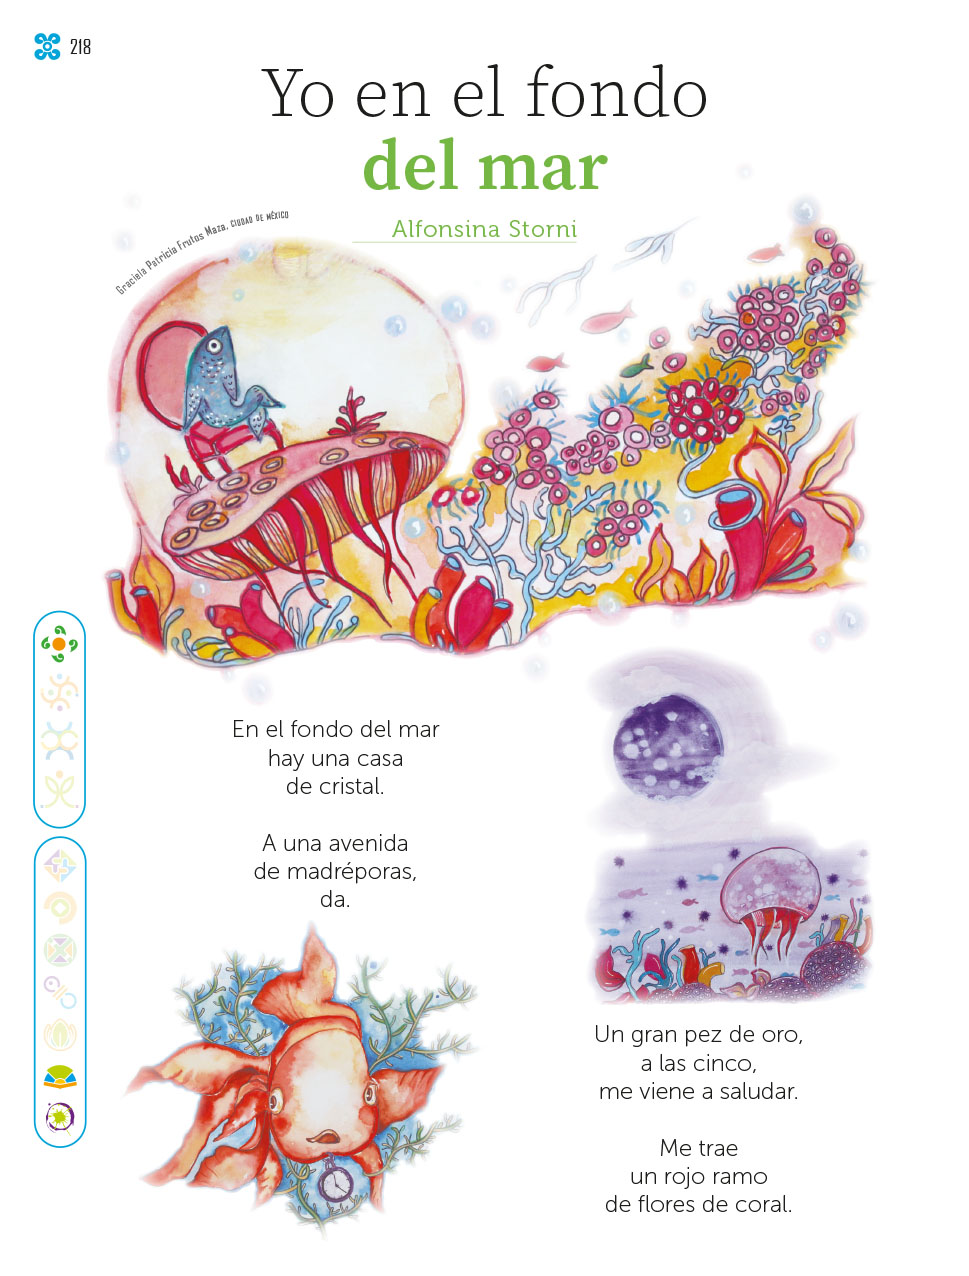 218
Yo en el fondo
del mar
Alfonsina Storni
Graciela Patricia Frutos Maza, CIUDAD DE MÉXICO
En el fondo del mar
hay una casa
de cristal.
A una avenida
de madréporas,
da.
Un gran pez de oro,
a las cinco,
me viene a saludar.
Me trae
un rojo ramo
de flores de coral.